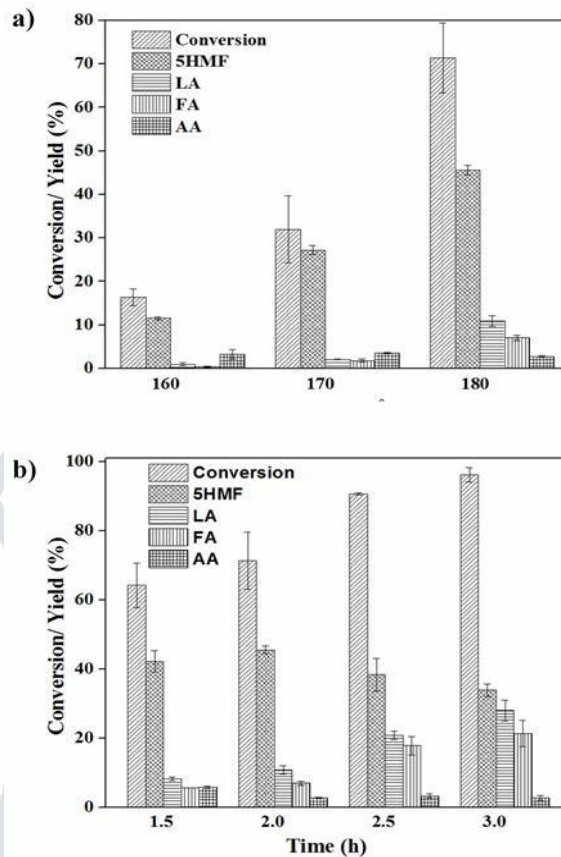 a)
Conversion
5HMF
LA
FA
AA
Conversion/ Yield (%)
80
70
60
50
40
30
20
10
0
160 170 180
b)
Conversion
5HMF
LA
FA
AA
Conversion/ Yield (%)
100
80
60
40
20
0
1.5 2.0 2.5 3.0
Time (h)